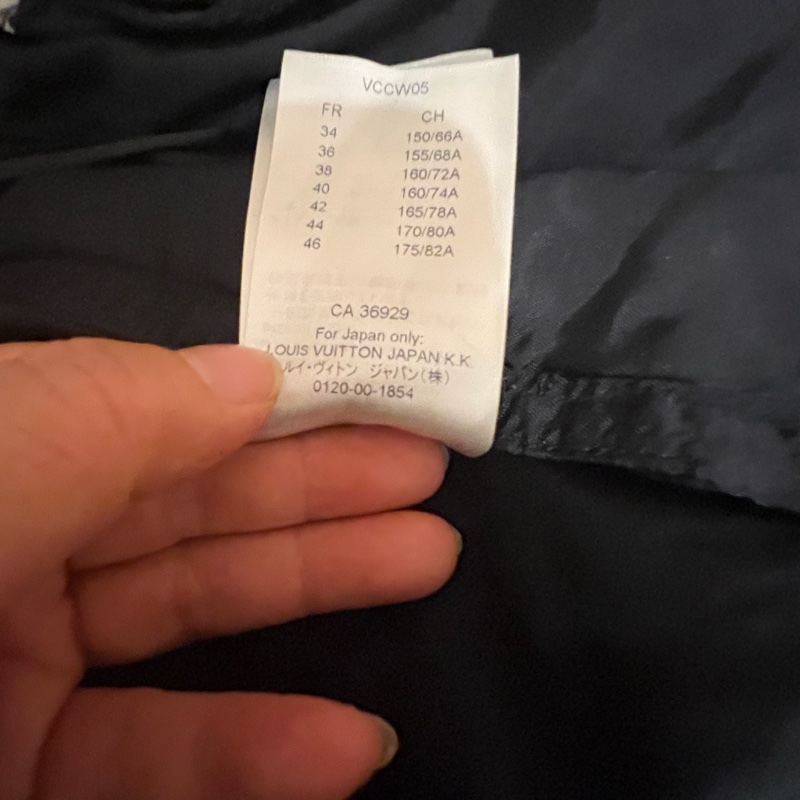 VCCW05
FR CH
34 150/66A
36 155/68A
38 160/72A
40 160/74A
42 165/78A
44 170/80A
46 175/82A
CA 36929
For Japan only:
LOUIS VUITTON JAPAN K.K.
ルイ・ヴィトン ジャパン(株)
0120-00-1854